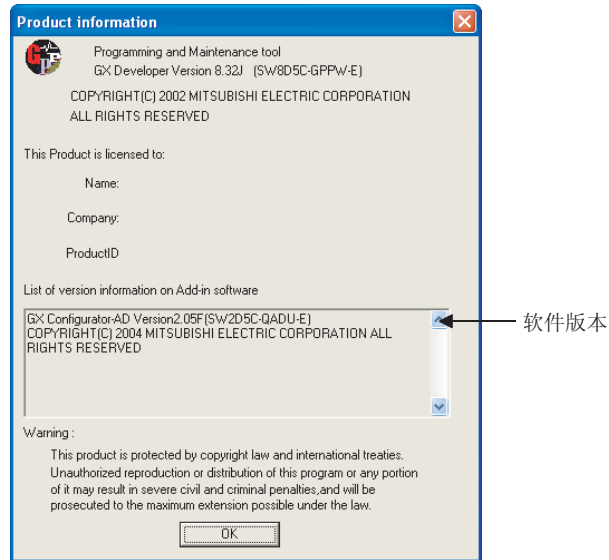 Product information
GPP
Programming and Maintenance tool
GX Developer Version 8.32J (SW8D5C-GPPW-E)
COPYRIGHT(C) 2002 MITSUBISHI ELECTRIC CORPORATION
ALL RIGHTS RESERVED
This Product is licensed to:
Name:
Company:
ProductID
List of version information on Add-in software
GX Configurator-AD Version2.05F(SW2D5C-QADU-E)
COPYRIGHT(C) 2004 MITSUBISHI ELECTRIC CORPORATION ALL
RIGHTS RESERVED
软件版本
Warning :
This product is protected by copyright law and international treaties.
Unauthorized reproduction or distribution of this program or any portion
of it may result in severe civil and criminal penalties,and will be
prosecuted to the maximum extension possible under the law.
OK